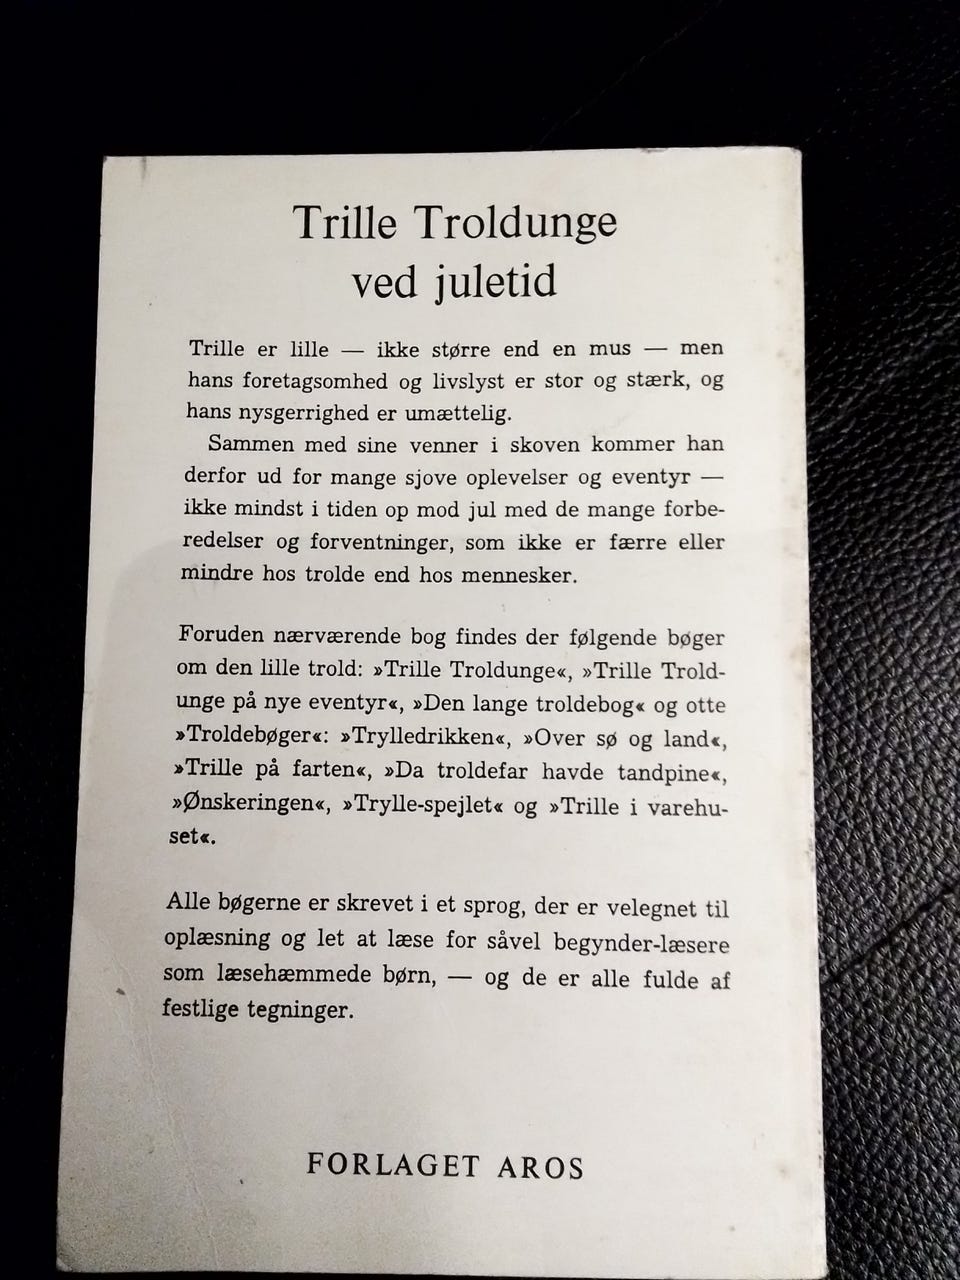 Trille Troldunge
ved juletid
Trille er lille — ikke større end en mus — men
hans foretagsomhed og livslyst er stor og stærk, og
hans nysgerrighed er umættelig.
Sammen med sine venner i skoven kommer han
derfor ud for mange sjove oplevelser og eventyr —
ikke mindst i tiden op mod jul med de mange forbe-
redelser og forventninger, som ikke er færre eller
mindre hos trolde end hos mennesker.
Foruden nærværende bog findes der følgende bøger
om den lille trold: »Trille Troldunge«, »Trille Trold-
unge på nye eventyr«, »Den lange troldebog« og otte
»Troldebøger«: »Trylledrikken«, »Over sø og land«,
»Trille på farten«, »Da troldefar havde tandpine«,
»Ønskeringen«, »Trylle-spejlet« og »Trille i varehu-
set«.
Alle bøgerne er skrevet i et sprog, der er velegnet til
oplæsning og let at læse for såvel begynder-læsere
som læsehæmmede børn, — og de er alle fulde af
festlige tegninger.
FORLAGET AROS